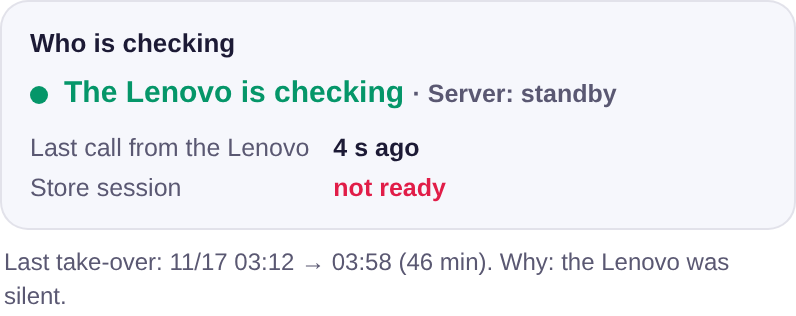 Who is checking
The Lenovo is checking · Server: standby
Last call from the Lenovo 4 s ago
Store session not ready
Last take-over: 11/17 03:12 → 03:58 (46 min). Why: the Lenovo was
silent.